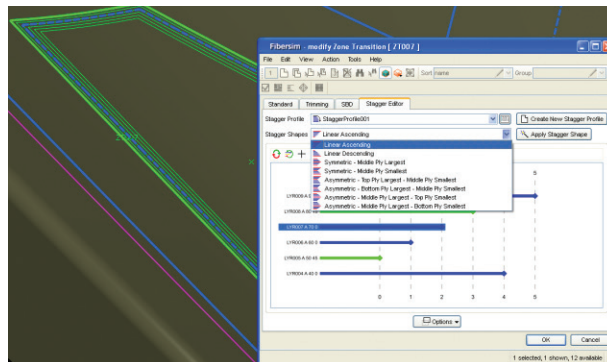 Fibersim - modify Zone Transition [ ZT007 ]
File Edit View Action Tools Help
Sort name Group
Standard Trimming SBD Stagger Editor
Stagger Profile StaggerProfile001 Create New Stagger Profile
Stagger Shapes Linear Ascending Apply Stagger Shape
Linear Ascending
Linear Descending
Symmetric - Middle Ply Largest
Symmetric - Middle Ply Smallest
Asymmetric - Top Ply Largest - Middle Ply Smallest
Asymmetric - Bottom Ply Largest - Middle Ply Smallest
Asymmetric - Middle Ply Largest - Top Ply Smallest
Asymmetric - Middle Ply Largest - Bottom Ply Smallest
5
0 1 2 3 4 5
Options
OK Cancel
1 selected, 1 shown, 12 available